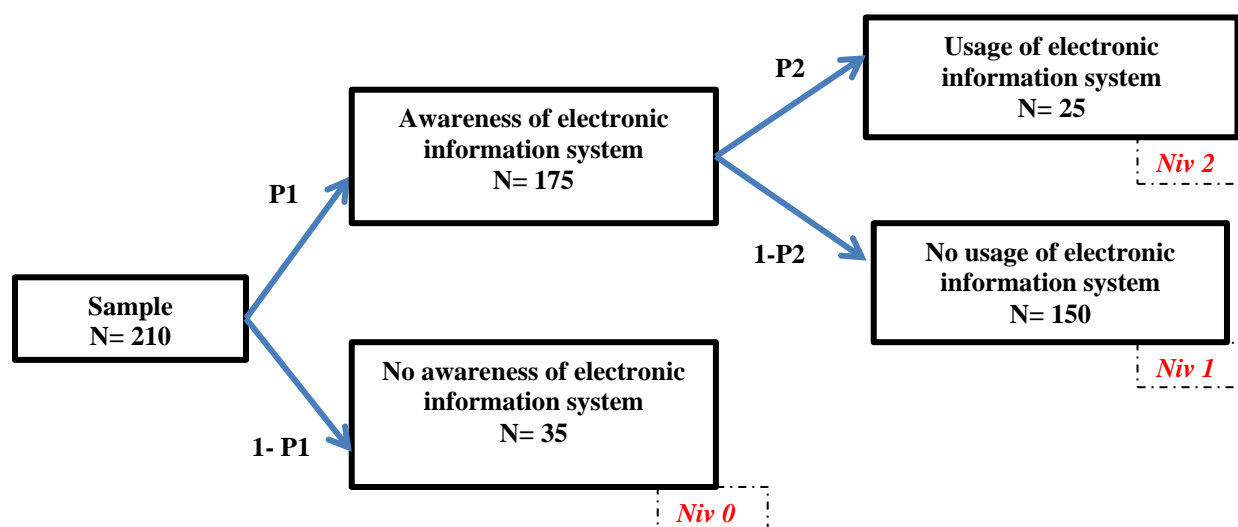 Sample
N= 210
P1
1- P1
Awareness of electronic
information system
N= 175
No awareness of electronic
information system
N= 35
Niv 0
P2
1-P2
Usage of electronic
information system
N= 25
Niv 2
No usage of electronic
information system
N= 150
Niv 1